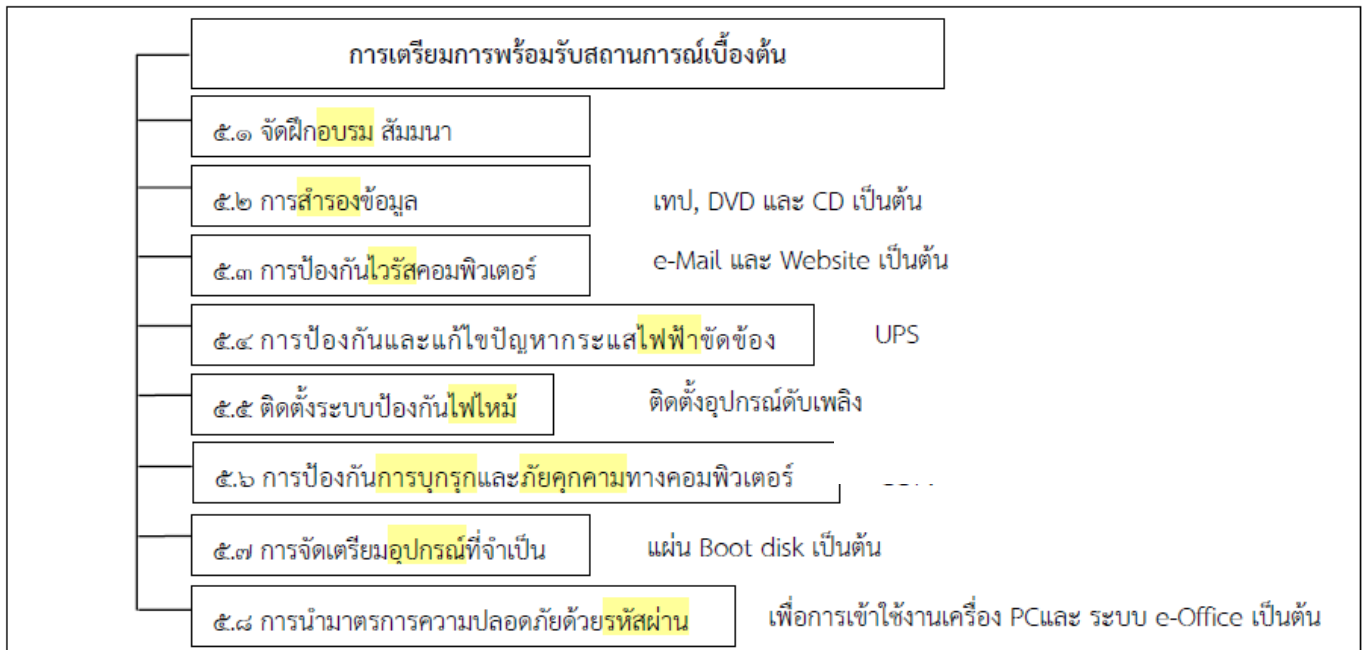 การเตรียมการพร้อมรับสถานการณ์เบื้องต้น
๕.๑ จัดฝึกอบรม สัมมนา
๕.๒ การสำรองข้อมูล เทป, DVD และ CD เป็นต้น
๕.๓ การป้องกันไวรัสคอมพิวเตอร์ e-Mail และ Website เป็นต้น
๕.๔ การป้องกันและแก้ไขปัญหากระแสไฟฟ้าขัดข้อง UPS
๕.๕ ติดตั้งระบบป้องกันไฟไหม้ ติดตั้งอุปกรณ์ดับเพลิง
๕.๖ การป้องกันการบุกรุกและภัยคุกคามทางคอมพิวเตอร์
๕.๗ การจัดเตรียมอุปกรณ์ที่จำเป็น แผ่น Boot disk เป็นต้น
๕.๘ การนำมาตรการความปลอดภัยด้วยรหัสผ่าน เพื่อการเข้าใช้งานเครื่อง PCและ ระบบ e-Office เป็นต้น